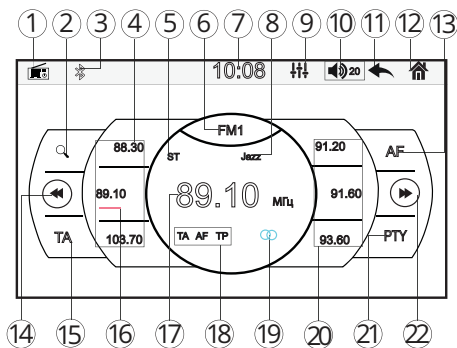 1 2 3 4 5 6 7 8 9 10 11 12 13
10:08 20
FM1
88.30 ST Jazz 91.20 AF
89.10 89.10 МГц 91.60
TA 103.70 TA AF TP 93.60 PTY
14 15 16 17 18 19 20 21 22